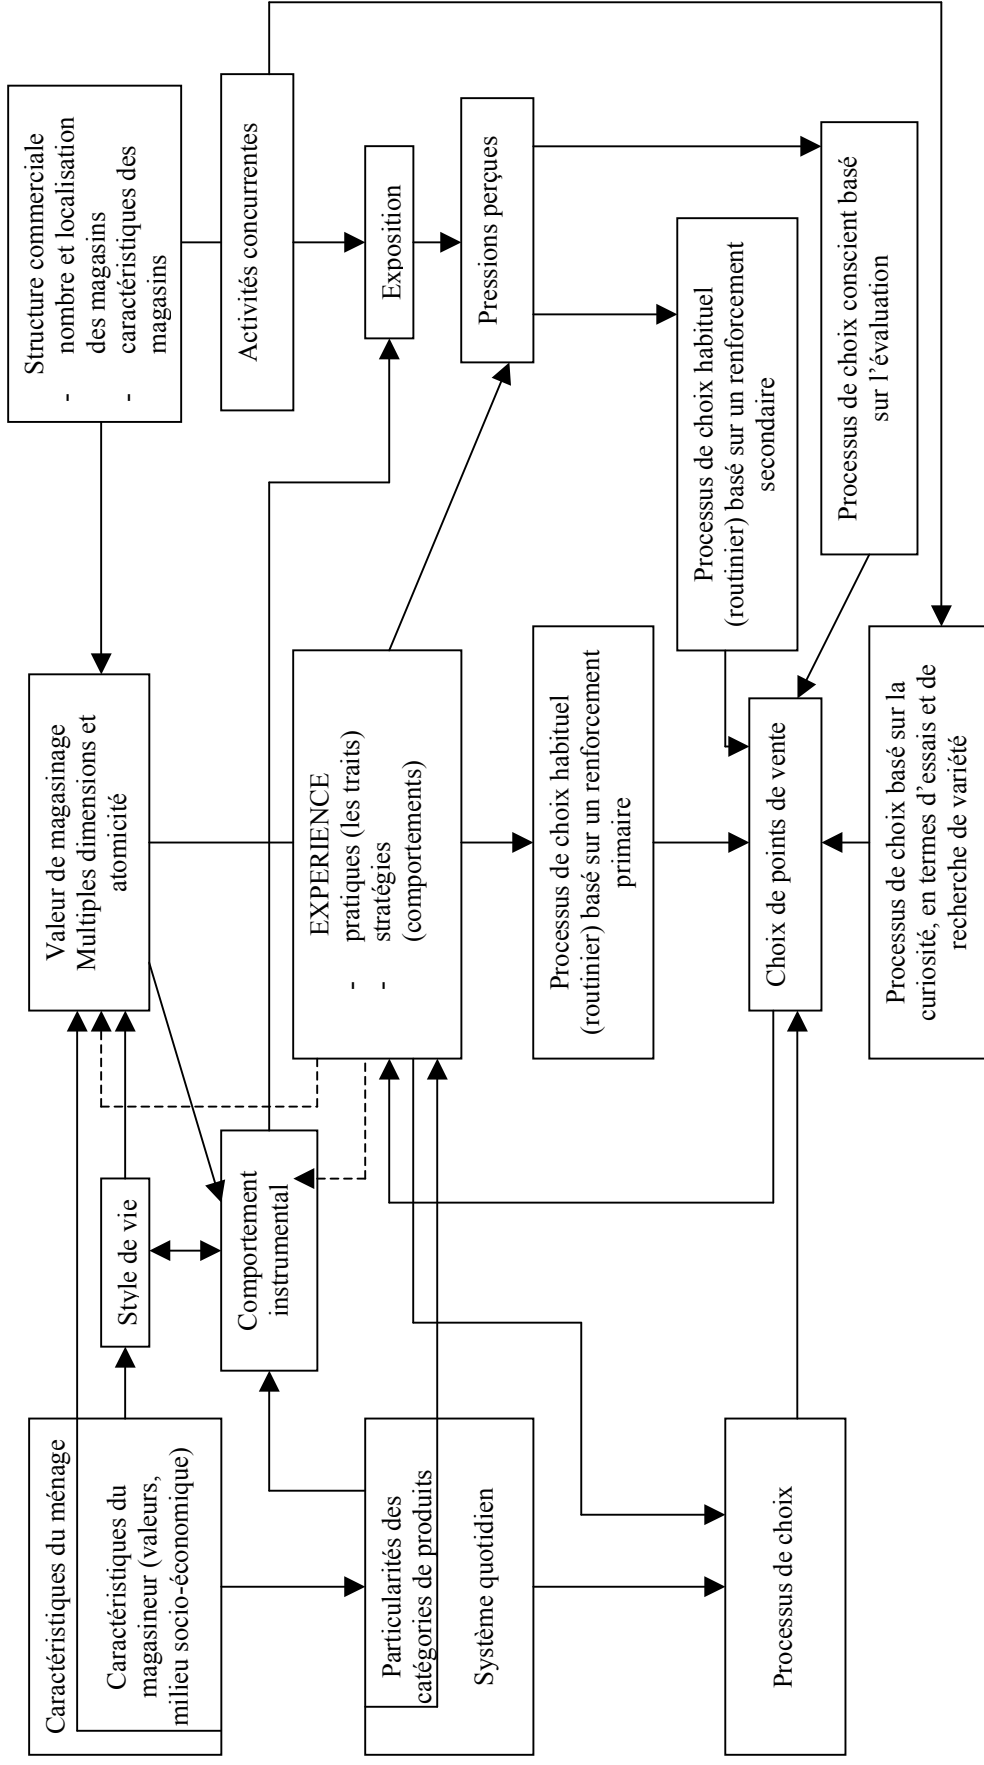 Caractéristiques du ménage
Caractéristiques du
magasineur (valeurs,
milieu socio-économique)
Style de vie
Valeur de magasinage
Multiples dimensions et
atomicité
Structure commerciale
- nombre et localisation
des magasins
- caractéristiques des
magasins
Comportement
instrumental
Activités concurrentes
Particularités des
catégories de produits
Système quotidien
EXPERIENCE
- pratiques (les traits)
- stratégies
(comportements)
Exposition
Pressions perçues
Processus de choix habituel
(routinier) basé sur un renforcement
primaire
Processus de choix habituel
(routinier) basé sur un renforcement
secondaire
Processus de choix
Choix de points de vente
Processus de choix conscient basé
sur l'évaluation
Processus de choix basé sur la
curiosité, en termes d'essais et de
recherche de variété